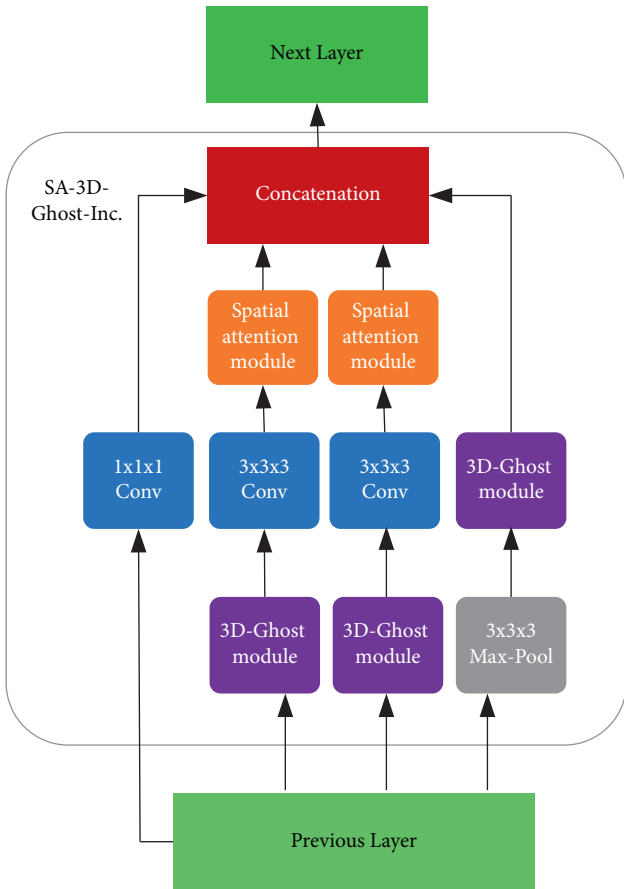 Next Layer
SA-3D-
Ghost-Inc.
Concatenation
Spatial
attention
module
Spatial
attention
module
1x1x1
Conv
3x3x3
Conv
3x3x3
Conv
3D-Ghost
module
3D-Ghost
module
3D-Ghost
module
3x3x3
Max-Pool
Previous Layer